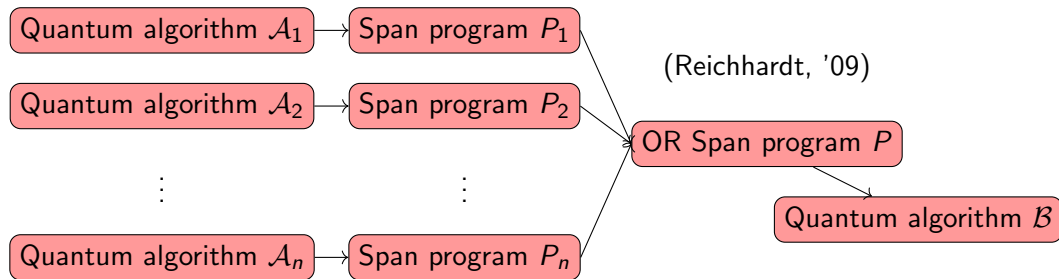 Quantum algorithm 𝒜₁ Span program P₁
(Reichhardt, '09)
Quantum algorithm 𝒜₂ Span program P₂
OR Span program P
⋮ ⋮
Quantum algorithm ℬ
Quantum algorithm 𝒜ₙ Span program Pₙ